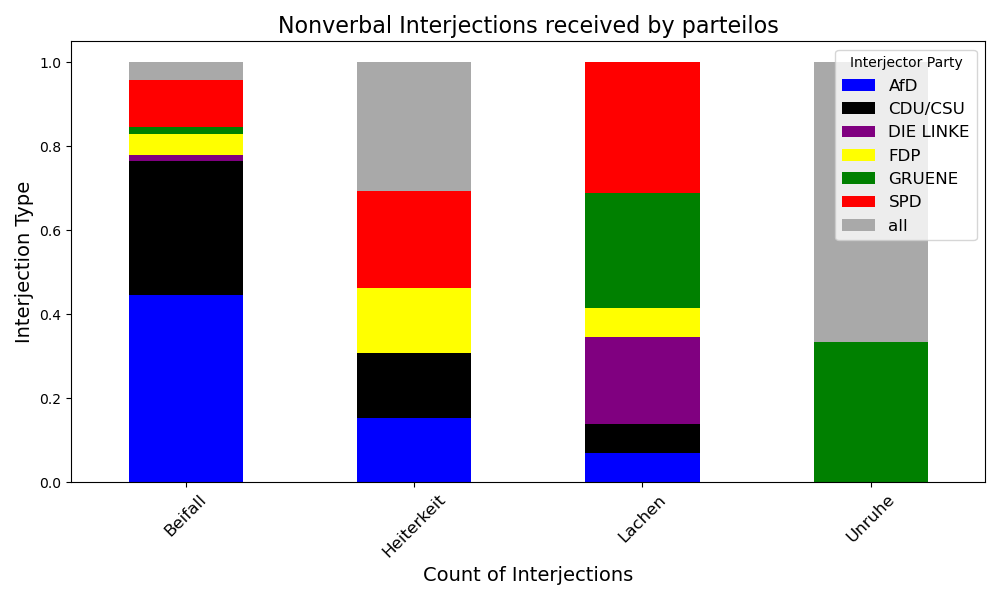 Nonverbal Interjections received by parteilos
Interjection Type
1.0
0.8
0.6
0.4
0.2
0.0
Interjector Party
AfD
CDU/CSU
DIE LINKE
FDP
GRUENE
SPD
all
Beifall
Heiterkeit
Lachen
Unruhe
Count of Interjections